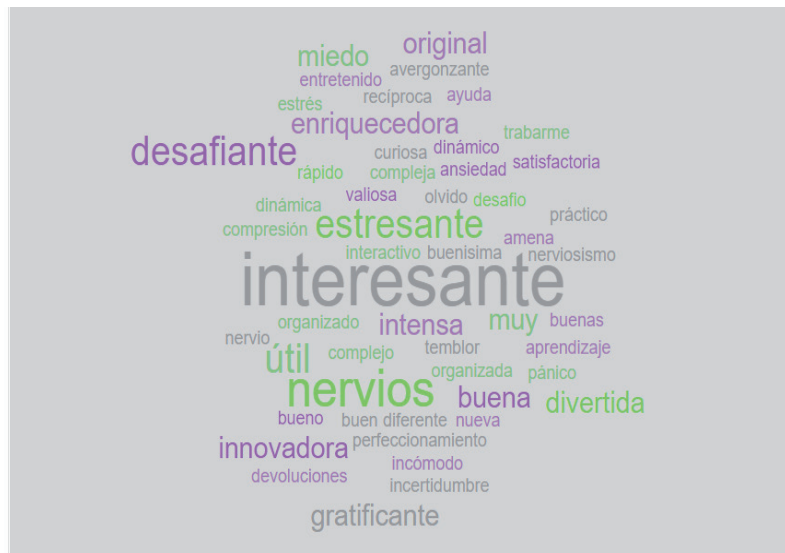 original
miedo
avergonzante
entretenido
recíproca ayuda
estrés
enriquecedora
trabarme
curiosa dinámico
desafiante
rápido compleja ansiedad satisfactoria
valiosa olvido desafio
dinámica
práctico
compresión estresante
amena
interactivo buenisima nerviosismo
interesante
organizado intensa muy buenas
nervio
útil complejo temblor aprendizaje
organizada pánico
nervios buena divertida
bueno buen diferente nueva
innovadora perfeccionamiento
devoluciones incómodo
incertidumbre
gratificante